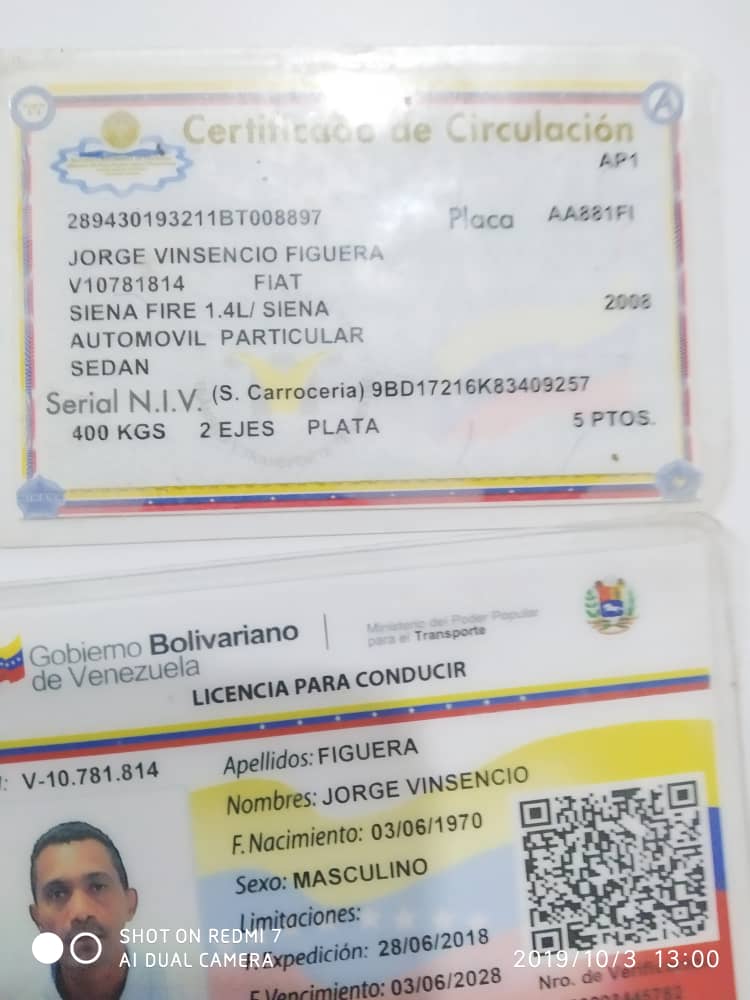 Certificado de Circulación
AP1
289430193211BT008897 Placa AA881FI
JORGE VINSENCIO FIGUERA
V10781814 FIAT
SIENA FIRE 1.4L/ SIENA 2008
AUTOMOVIL PARTICULAR
SEDAN
Serial N.I.V. (S. Carroceria) 9BD17216K83409257
400 KGS 2 EJES PLATA 5 PTOS.
Gobierno Bolivariano
de Venezuela
Ministerio del Poder Popular
para el Transporte
LICENCIA PARA CONDUCIR
V-10.781.814
Apellidos: FIGUERA
Nombres: JORGE VINSENCIO
F.Nacimiento: 03/06/1970
Sexo: MASCULINO
Limitaciones:
F.Expedición: 28/06/2018
F.Vencimiento: 03/06/2028
Nro. de
SHOT ON REDMI 7
AI DUAL CAMERA
2019/10/3 13:00